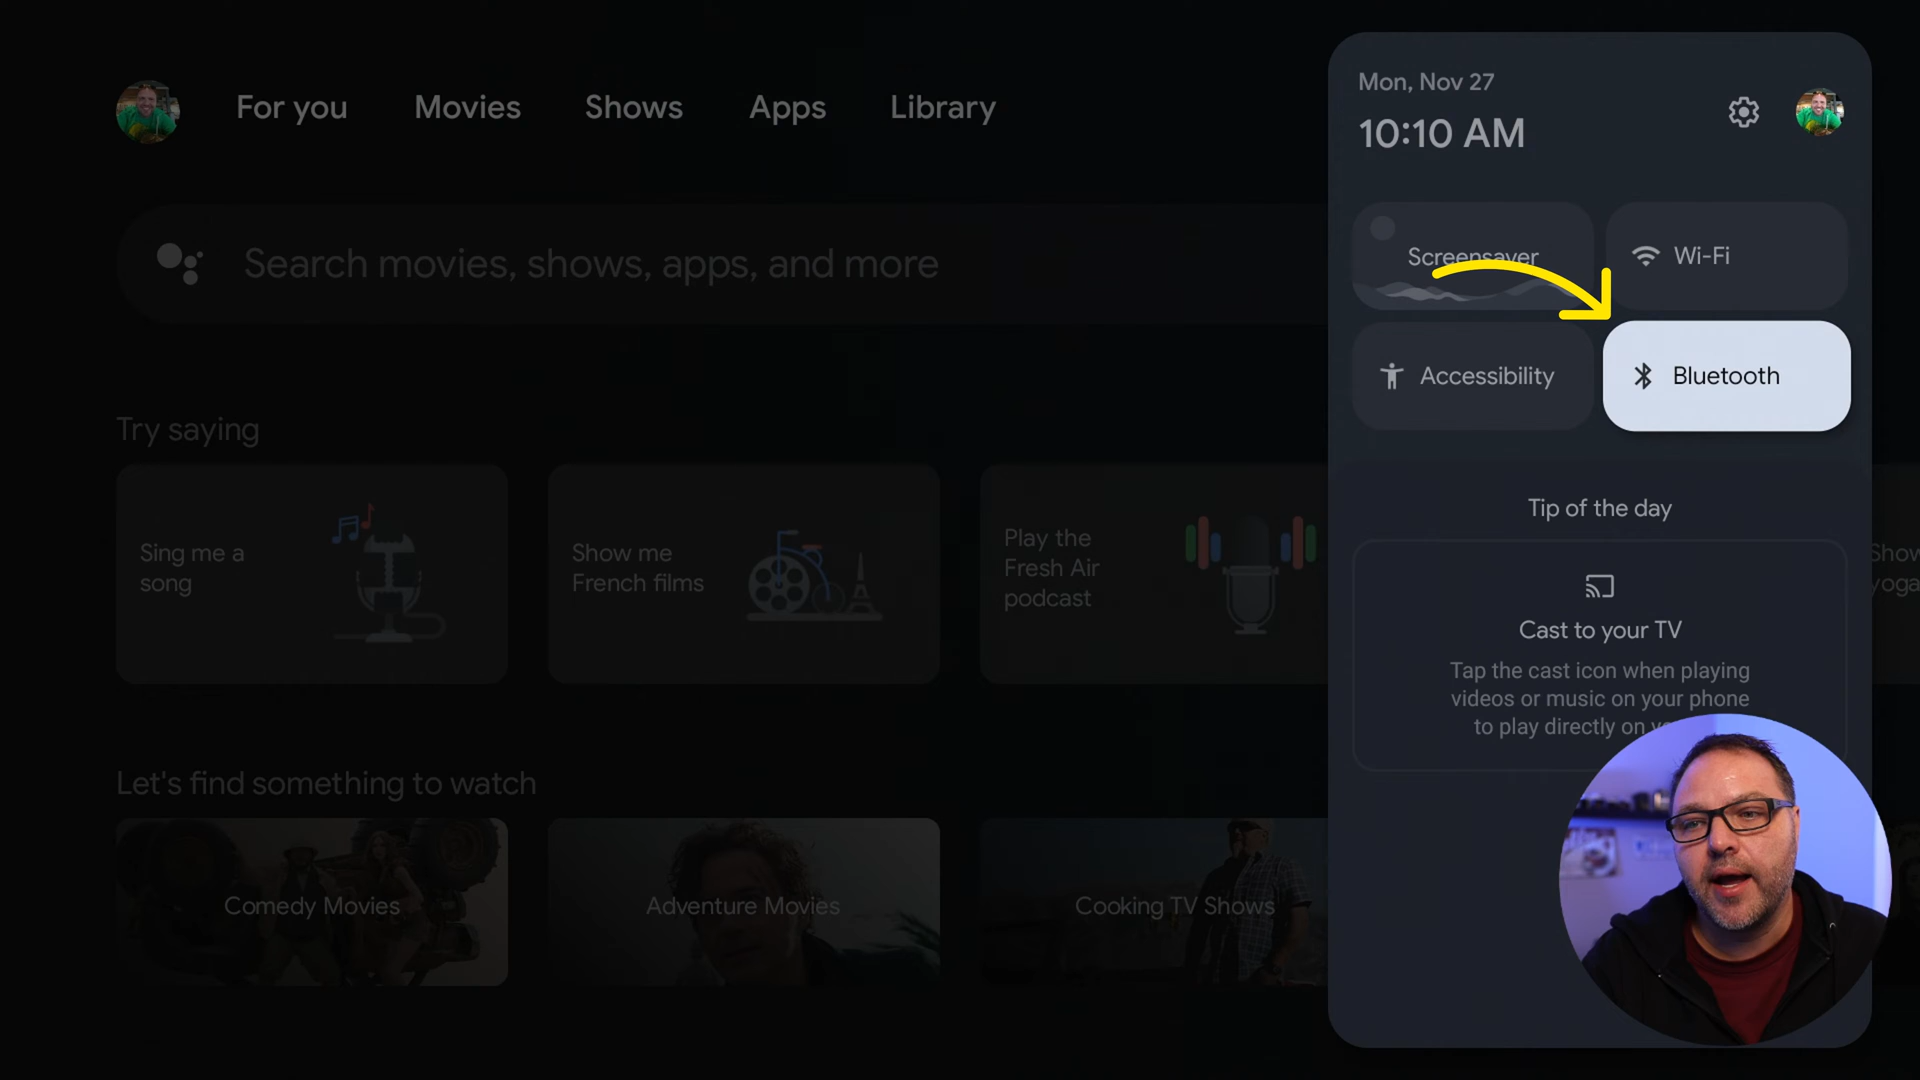 For you
Movies
Shows
Apps
Library
Search movies, shows, apps, and more
Try saying
Sing me a
song
Show me
French films
Play the
Fresh Air
podcast
Show
yoga
Let's find something to watch
Comedy Movies
Adventure Movies
Cooking TV Shows
Mon, Nov 27
10:10 AM
Screensaver
Wi-Fi
Accessibility
Bluetooth
Tip of the day
Cast to your TV
Tap the cast icon when playing
videos or music on your phone
to play directly on